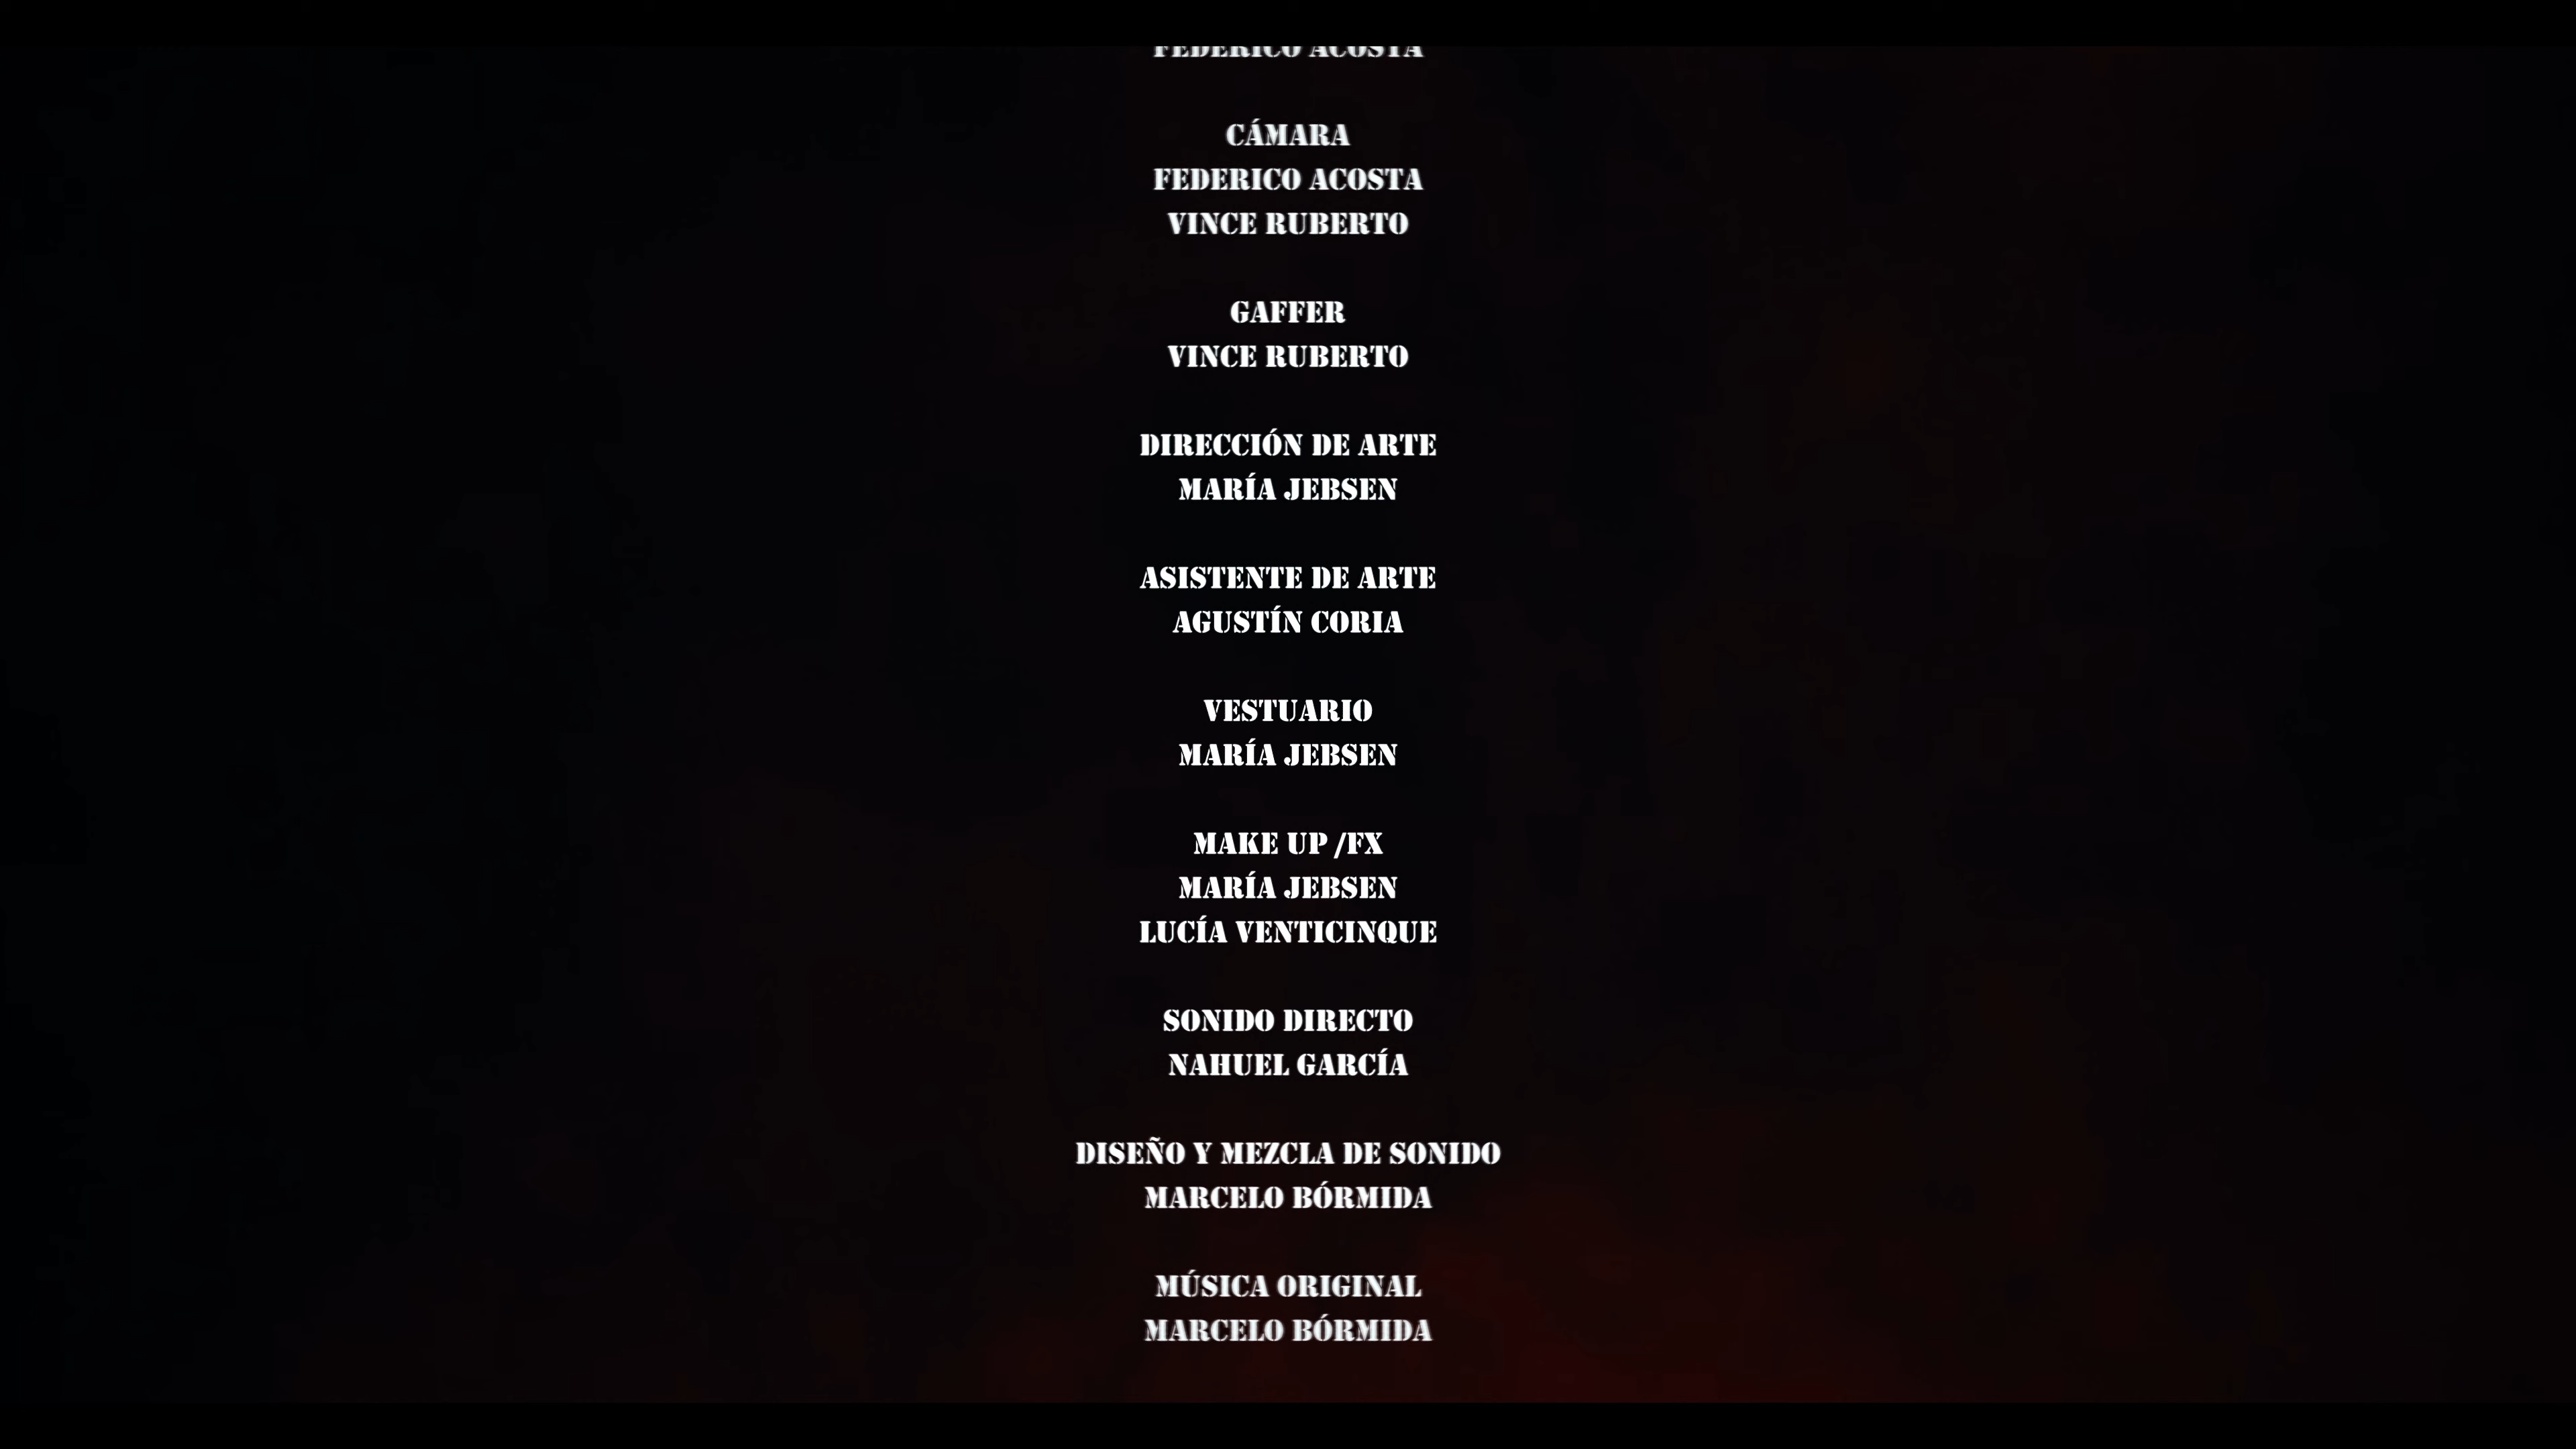 FEDERICO ACOSTA
CÁMARA
FEDERICO ACOSTA
VINCE RUBERTO
GAFFER
VINCE RUBERTO
DIRECCIÓN DE ARTE
MARÍA JEBSEN
ASISTENTE DE ARTE
AGUSTÍN CORIA
VESTUARIO
MARÍA JEBSEN
MAKE UP /FX
MARÍA JEBSEN
LUCÍA VENTICINQUE
SONIDO DIRECTO
NAHUEL GARCÍA
DISEÑO Y MEZCLA DE SONIDO
MARCELO BÓRMIDA
MÚSICA ORIGINAL
MARCELO BÓRMIDA